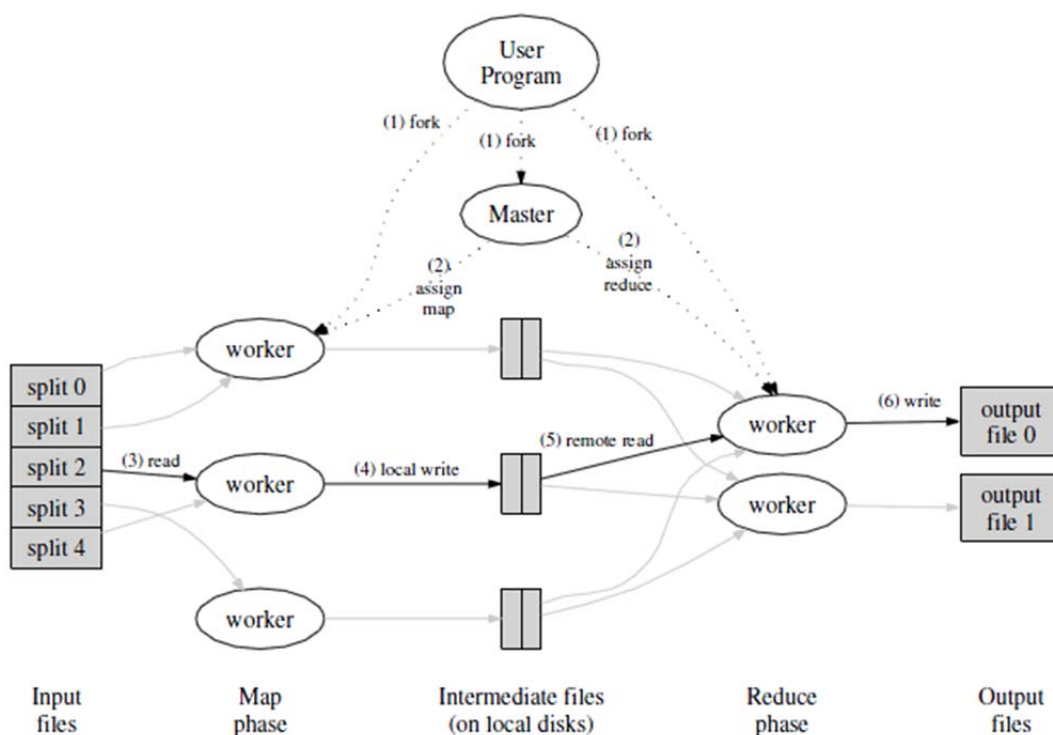 User
Program
(1) fork
(1) fork
(1) fork
Master
(2)
assign
map
(2)
assign
reduce
worker
split 0
split 1
split 2
split 3
split 4
(3) read
worker
(4) local write
(5) remote read
worker
(6) write
output
file 0
worker
output
file 1
worker
Input
files
Map
phase
Intermediate files
(on local disks)
Reduce
phase
Output
files